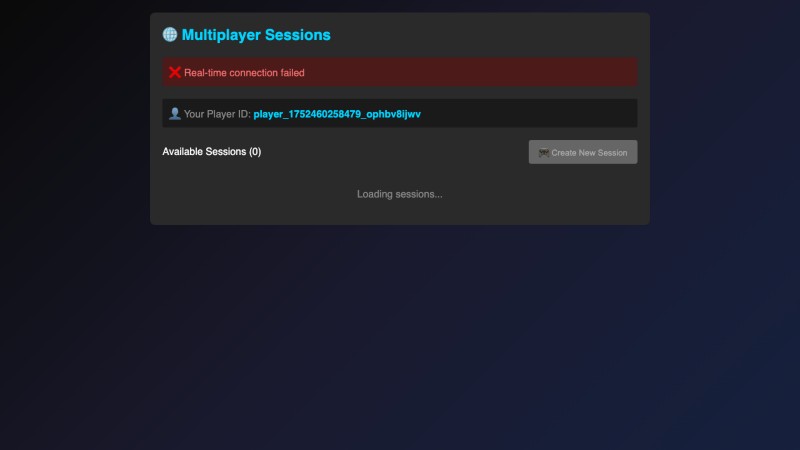 Multiplayer Sessions
Real-time connection failed
Your Player ID: player_1752460258479_ophbv8ijwv
Available Sessions (0)
Create New Session
Loading sessions...